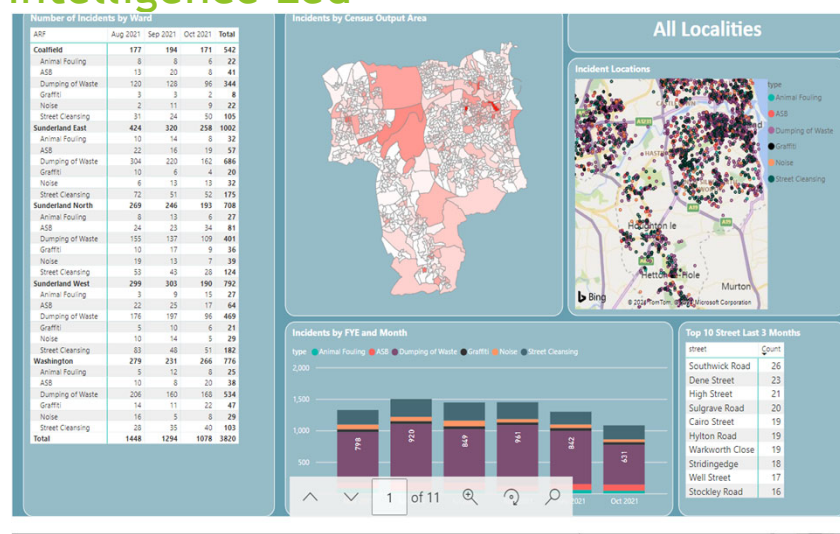 Intelligence Led
Number of Incidents by Ward
ARF Aug 2021 Sep 2021 Oct 2021 Total
Coalfield 177 194 171 542
Animal Fouling 8 8 6 22
ASB 13 20 8 41
Dumping of Waste 120 128 96 344
Graffiti 3 3 2 8
Noise 2 11 9 22
Street Cleansing 31 24 50 105
Sunderland East 424 320 258 1002
Animal Fouling 10 14 8 32
ASB 22 16 19 57
Dumping of Waste 304 220 162 686
Graffiti 10 6 4 20
Noise 6 13 13 32
Street Cleansing 72 51 52 175
Sunderland North 269 246 193 708
Animal Fouling 8 13 6 27
ASB 24 23 34 81
Dumping of Waste 155 137 109 401
Graffiti 10 17 9 36
Noise 19 13 7 39
Street Cleansing 53 43 28 124
Sunderland West 299 303 190 792
Animal Fouling 3 9 15 27
ASB 22 25 17 64
Dumping of Waste 176 197 96 469
Graffiti 5 10 6 21
Noise 10 14 5 29
Street Cleansing 83 48 51 182
Washington 279 231 266 776
Animal Fouling 5 12 8 25
ASB 10 8 20 38
Dumping of Waste 206 160 168 534
Graffiti 14 11 22 47
Noise 16 5 8 29
Street Cleansing 28 35 40 103
Total 1448 1294 1078 3820
Incidents by Census Output Area
All Localities
Incident Locations
type
Animal Fouling
ASB
Dumping of Waste
Graffiti
Noise
Street Cleansing
A1231
A19
A19
A690
Houghton le
Hetton-le-Hole
Murton
Bing
Microsoft Corporation
Incidents by FYE and Month
type Animal Fouling ASB Dumping of Waste Graffiti Noise Street Cleansing
2,000
1,500
1,000
500
798
920
849
961
842
631
2021
Oct 2021
1 of 11
Top 10 Street Last 3 Months
street Count
Southwick Road 26
Dene Street 23
High Street 21
Sulgrave Road 20
Cairo Street 19
Hylton Road 19
Warkworth Close 19
Stridingedge 18
Well Street 17
Stockley Road 16